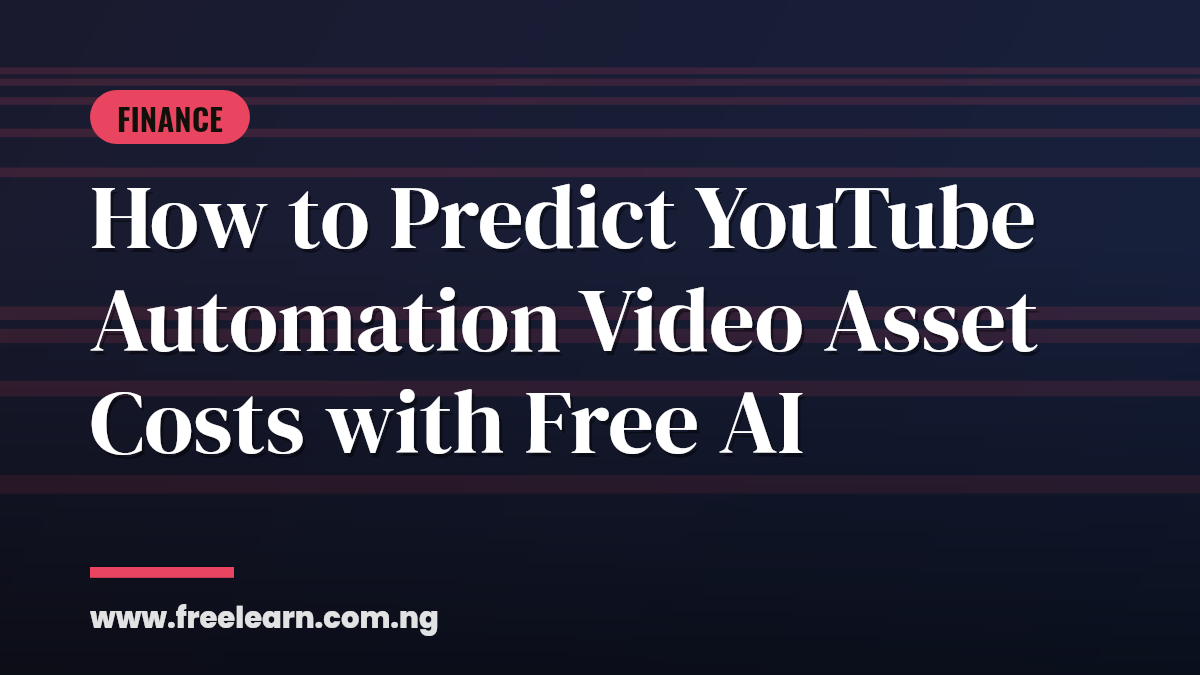 FINANCE
How to Predict YouTube
Automation Video Asset
Costs with Free AI
www.freelearn.com.ng